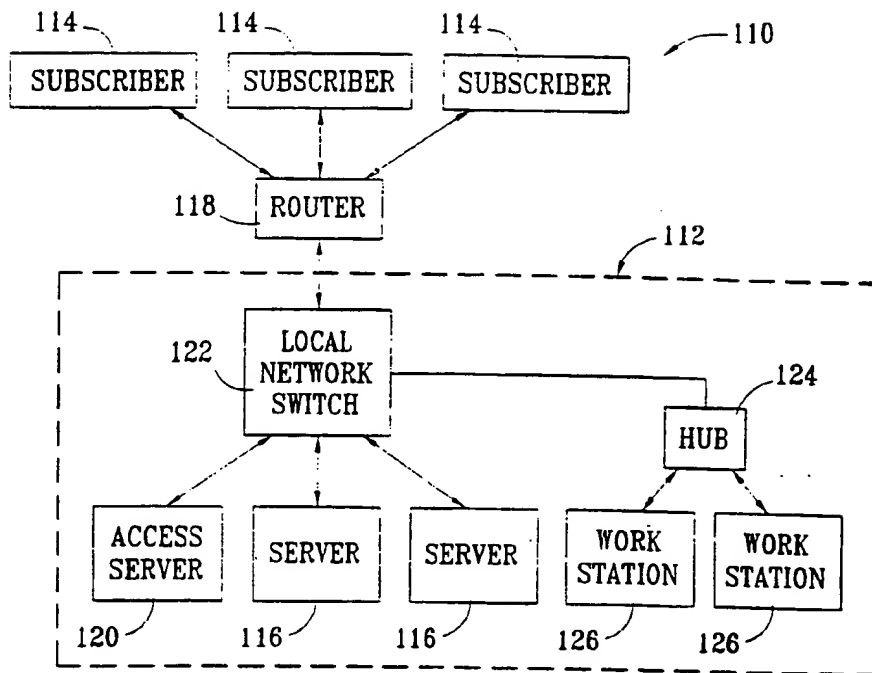 114
114
114
110
SUBSCRIBER
SUBSCRIBER
SUBSCRIBER
118
ROUTER
112
122
LOCAL
NETWORK
SWITCH
124
HUB
ACCESS
SERVER
SERVER
SERVER
WORK
STATION
WORK
STATION
120
116
116
126
126